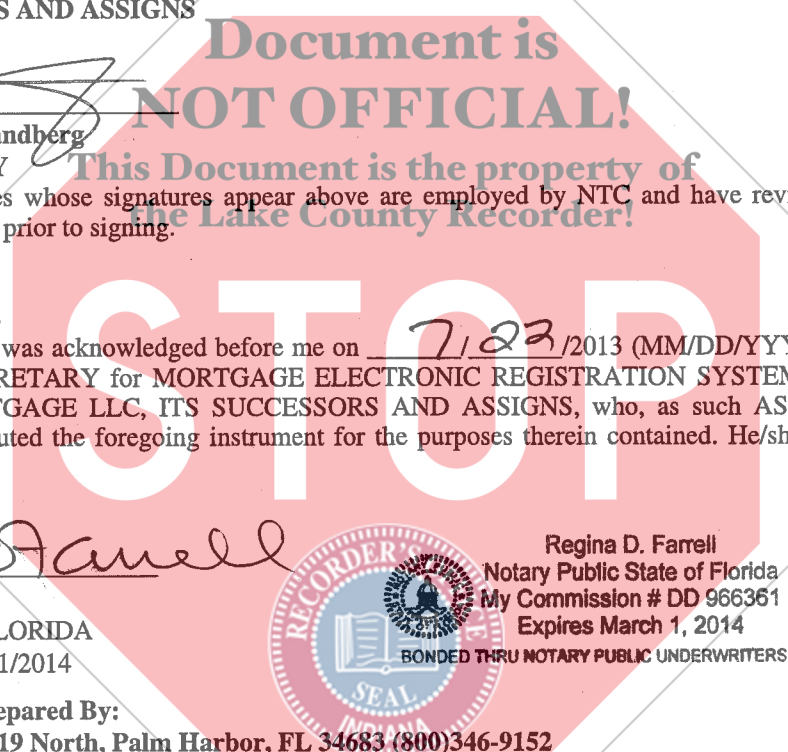 S AND ASSIGNS
Document is
NOT OFFICIAL!
andberg
Y
This Document is the property of
es whose signatures appear above are employed by NTC and have rev
the Lake County Recorder!
prior to signing.
STOP
was acknowledged before me on 7/23/2013 (MM/DD/YYY
RETARY for MORTGAGE ELECTRONIC REGISTRATION SYSTEM
TGAGE LLC, ITS SUCCESSORS AND ASSIGNS, who, as such AS
uted the foregoing instrument for the purposes therein contained. He/sh
Farrell
Regina D. Farrell
Notary Public State of Florida
My Commission # DD 966361
Expires March 1, 2014
BONDED THRU NOTARY PUBLIC UNDERWRITERS
LORIDA
1/2014
RECORDER'S
SEAL
INDIANA
epared By:
19 North, Palm Harbor, FL 34683 (800)346-9152